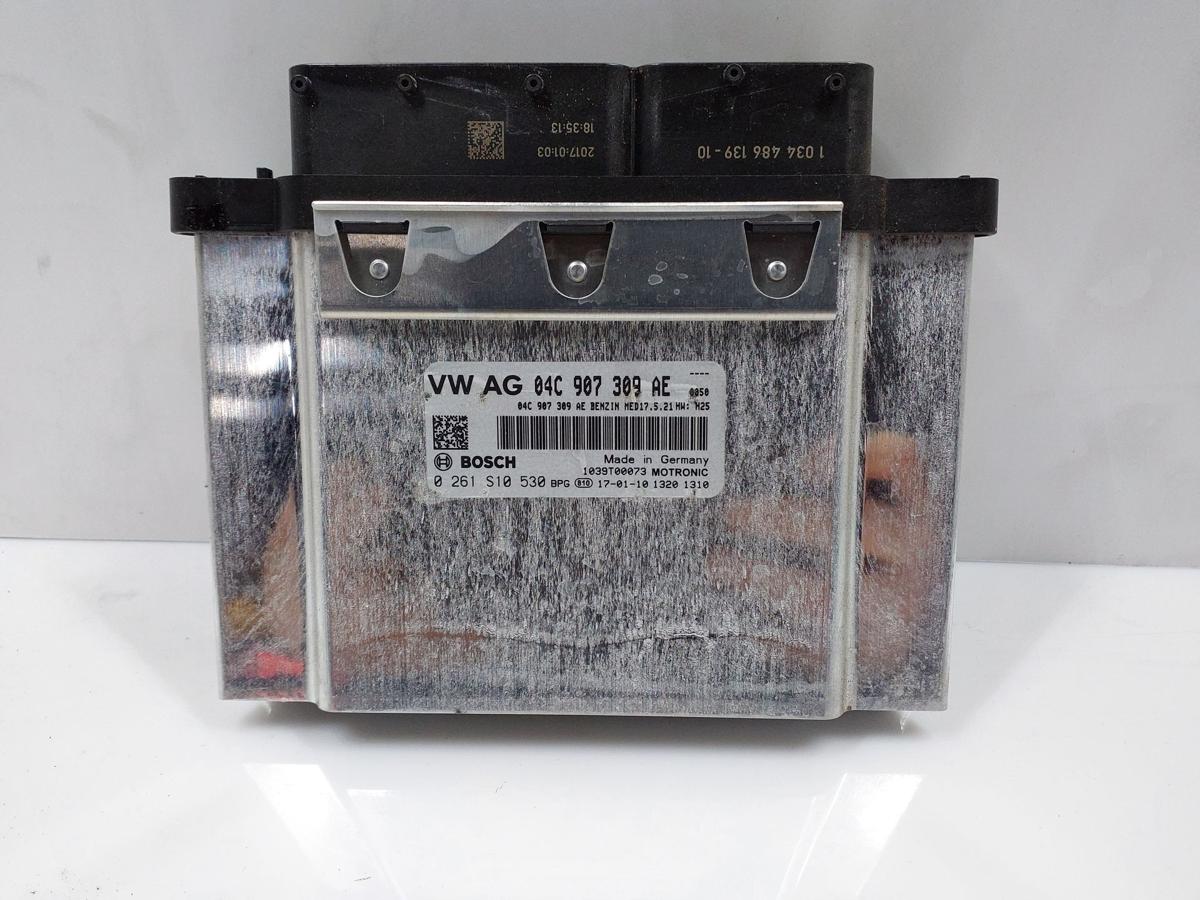 18:35:13
2017:01:03
1 034 486 139-10
VW AG 04C 907 309 AE
----
0050
04C 907 309 AE BENZIN MED17.5.21 HW: H25
BOSCH
Made in Germany
1039T00073 MOTRONIC
0 261 S10 530 BPG 810 17-01-10 1320 1310